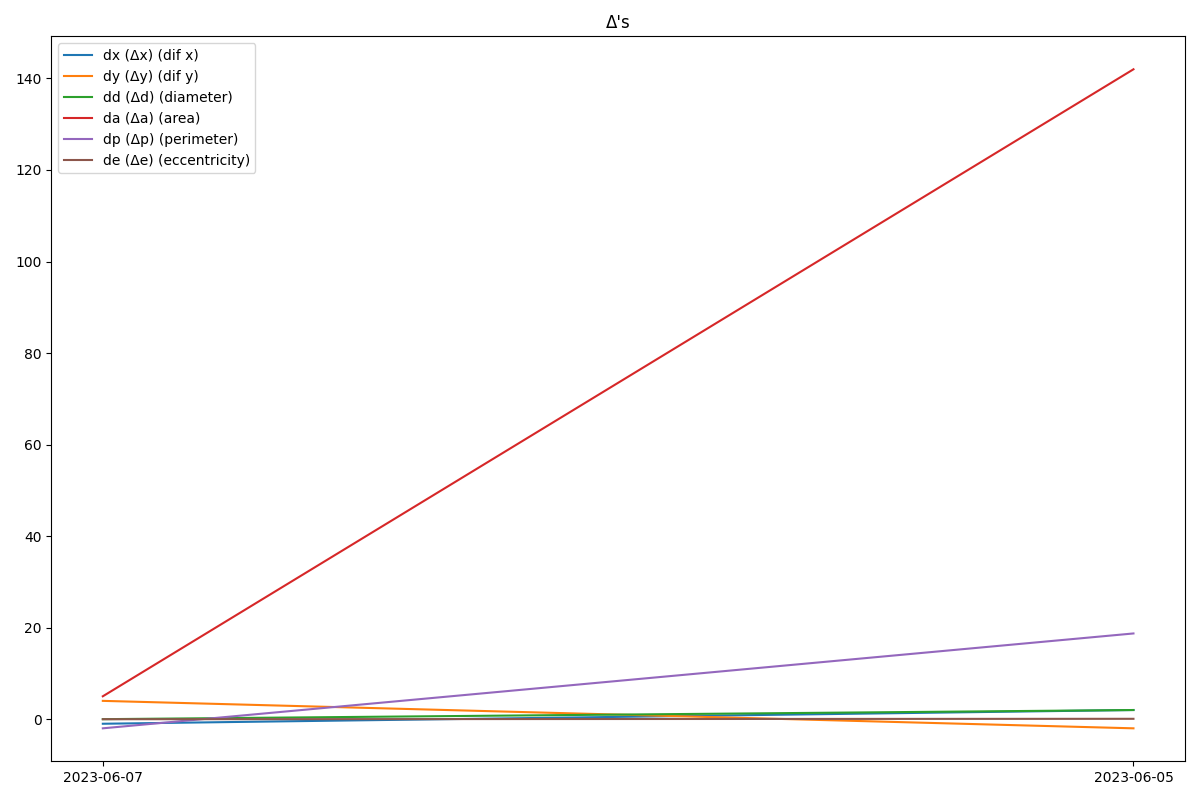 Δ's
dx (Δx) (dif x)
dy (Δy) (dif y)
dd (Δd) (diameter)
da (Δa) (area)
dp (Δp) (perimeter)
de (Δe) (eccentricity)
140
120
100
80
60
40
20
0
2023-06-07 2023-06-05